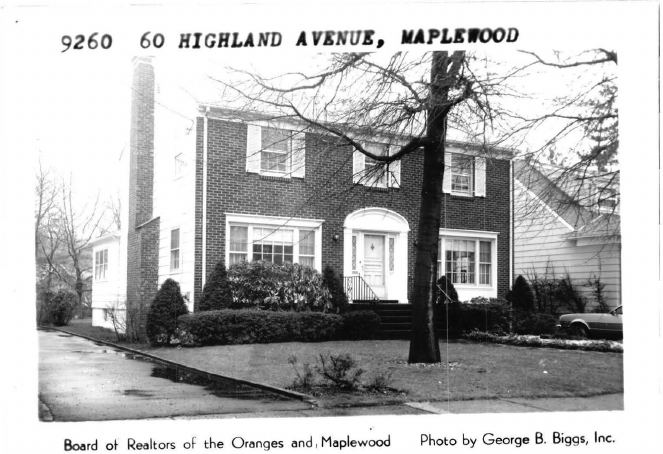 9260 60 HIGHLAND AVENUE, MAPLEWOOD
Board of Realtors of the Oranges and, Maplewood Photo by George B. Biggs, Inc.